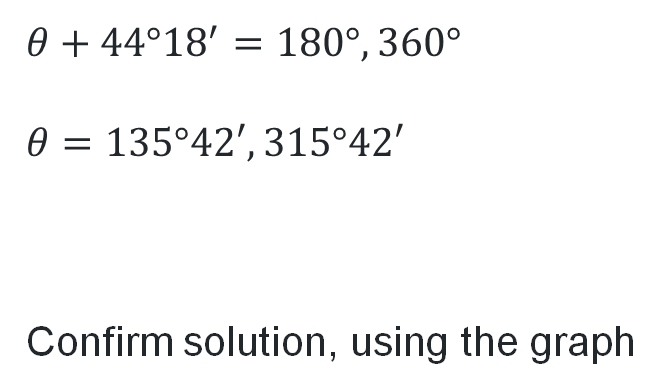 θ + 44°18′ = 180°, 360°
θ = 135°42′, 315°42′
Confirm solution, using the graph